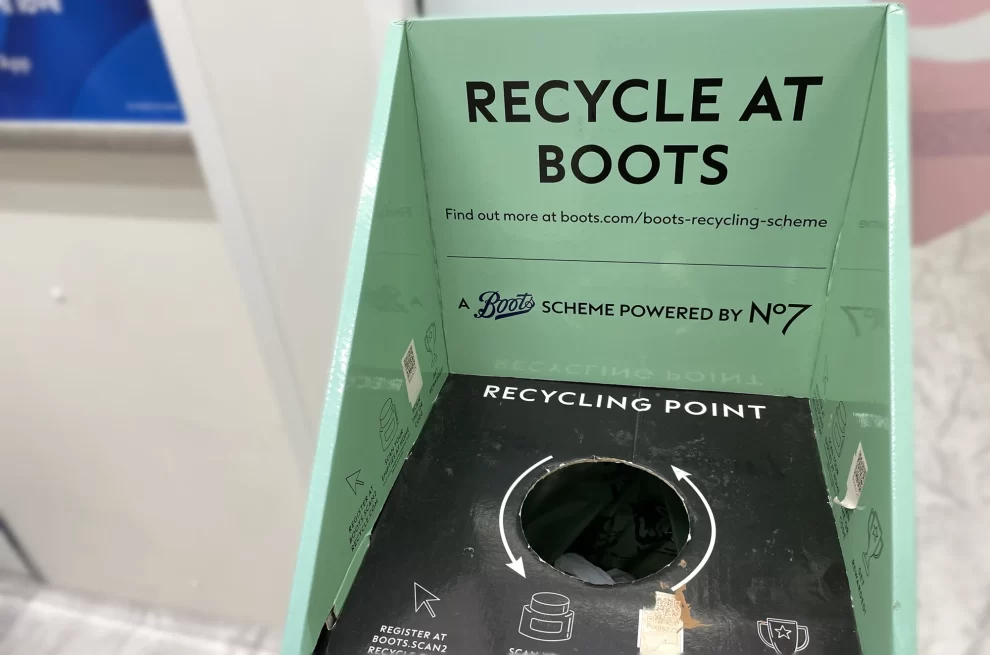 RECYCLE AT
BOOTS
Find out more at boots.com/boots-recycling-scheme
A Boots SCHEME POWERED BY No7
RECYCLING POINT
REGISTER AT
BOOTS.SCAN2